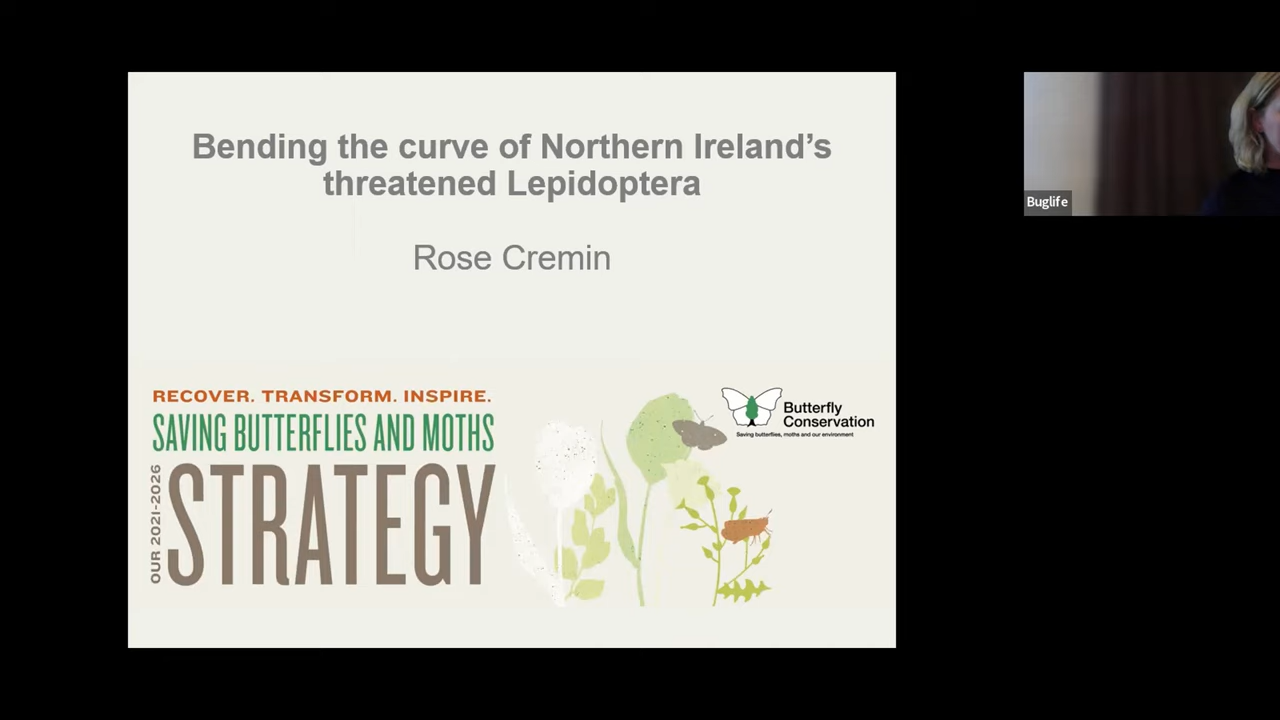 Bending the curve of Northern Ireland’s
threatened Lepidoptera
Rose Cremin
RECOVER. TRANSFORM. INSPIRE.
SAVING BUTTERFLIES AND MOTHS
OUR 2021-2026
STRATEGY
Butterfly
Conservation
Saving butterflies, moths and our environment
Buglife